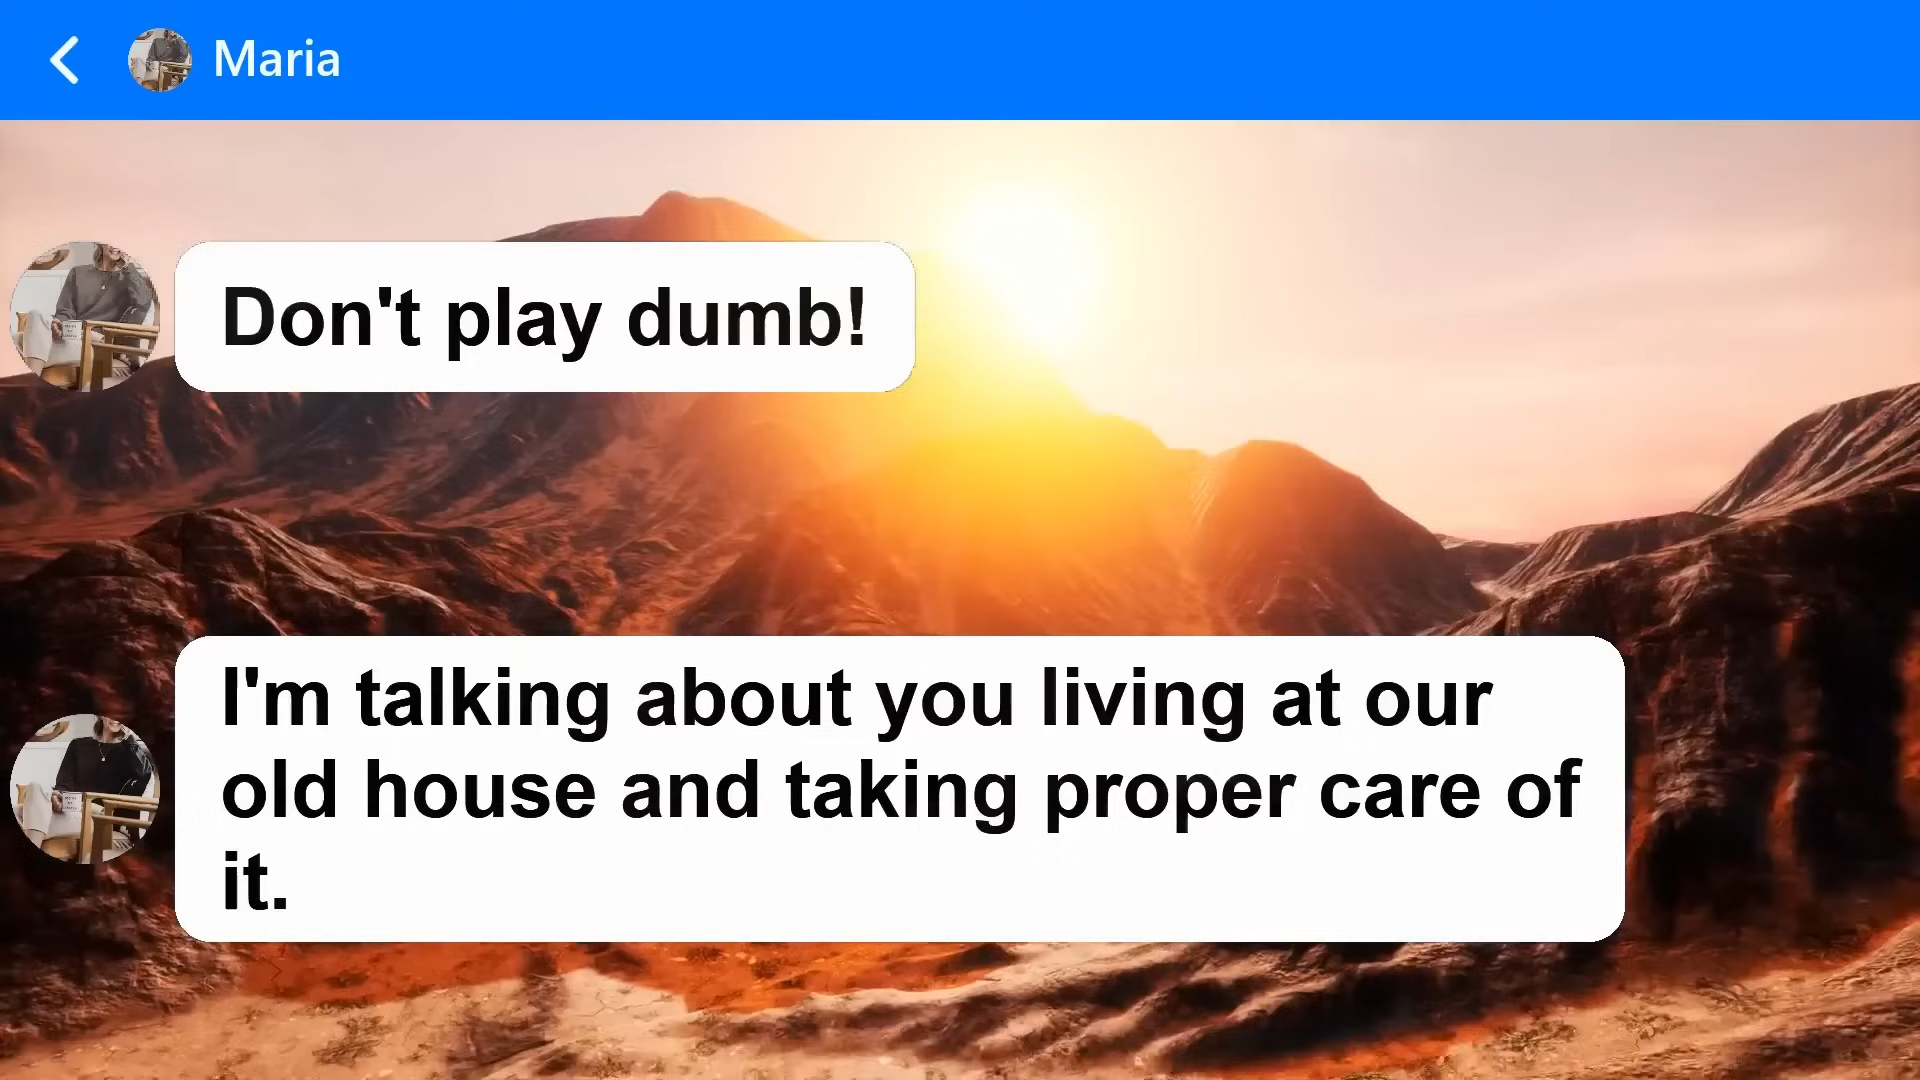 Maria
Don't play dumb!
I'm talking about you living at our
old house and taking proper care of
it.